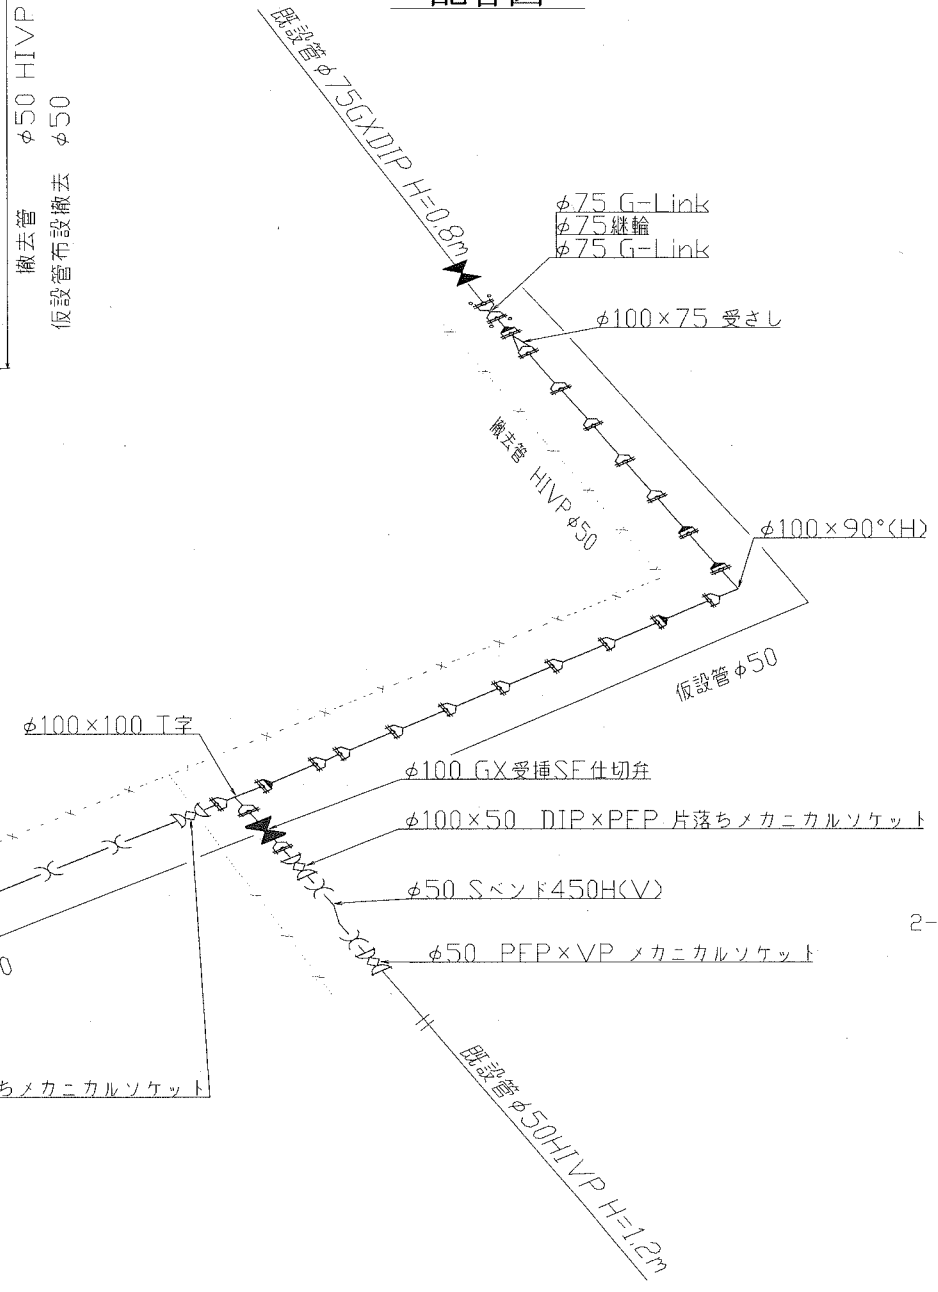 配管図
φ50 HIVP
撤去管
仮設管布設撤去 φ50
既設管φ75GXDIP H=0.8m
φ75 G-Link
φ75継輪
φ75 G-Link
φ100×75 受さし
撤去管 HIVPφ50
φ100×90°(H)
仮設管φ50
φ100×100 T字
φ100 GX受挿SF仕切弁
φ100×50 DIP×PEP 片落ちメカニカルソケット
φ50 Sベンド450H(V)
2-
φ50 PEP×VP メカニカルソケット
0
ちメカニカルソケット
既設管φ50HIVP H=1.2m